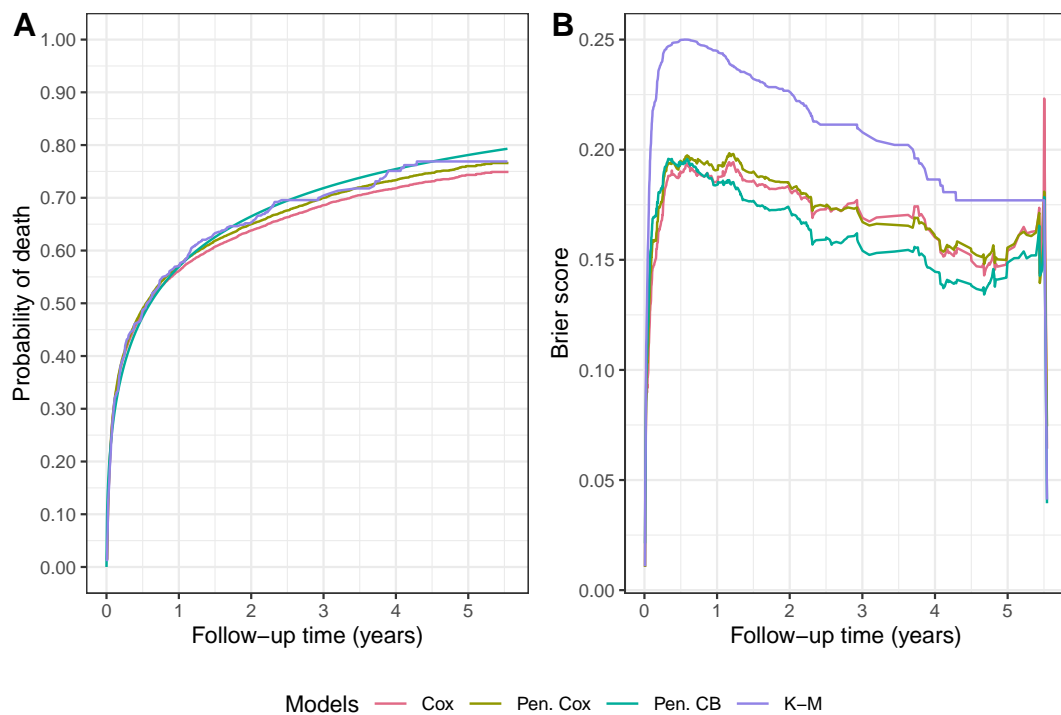 A
Probability of death
1.00
0.90
0.80
0.70
0.60
0.50
0.40
0.30
0.20
0.10
0.00
0 1 2 3 4 5
Follow−up time (years)
B
Brier score
0.25
0.20
0.15
0.10
0.05
0.00
0 1 2 3 4 5
Follow−up time (years)
Models Cox Pen. Cox Pen. CB K−M